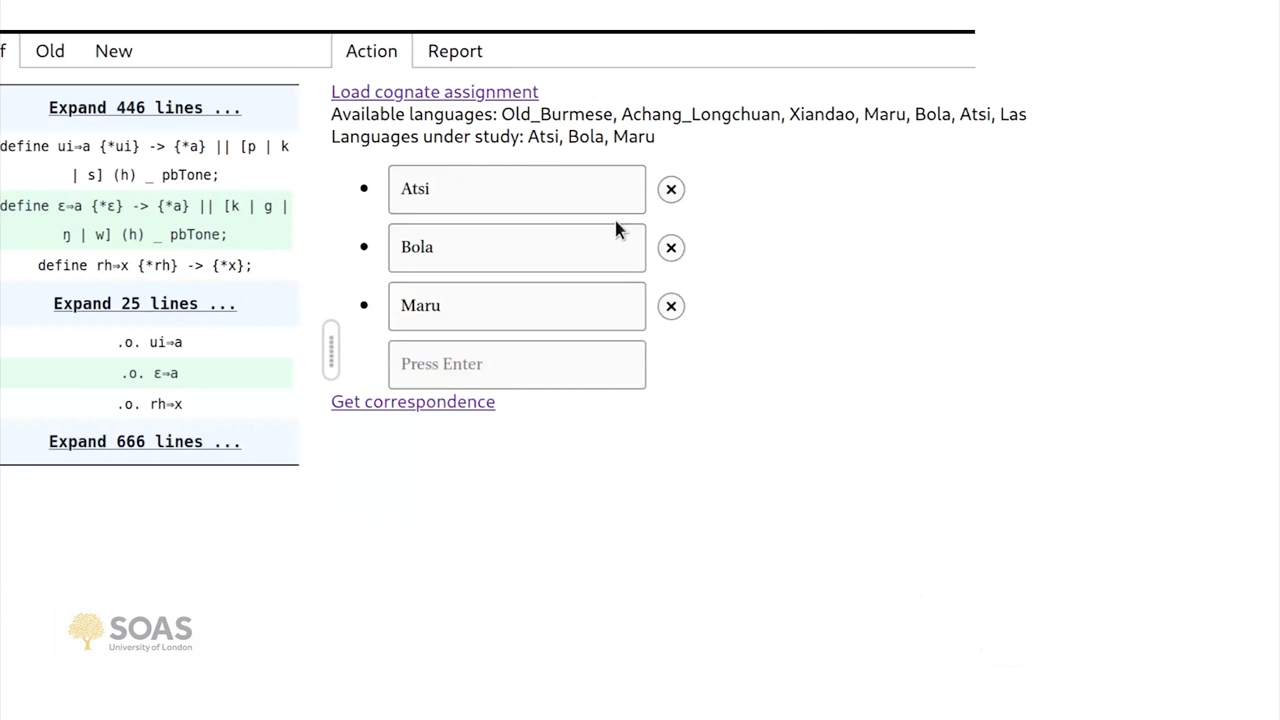 f Old New
Action Report
Expand 446 lines ...
define ui⇒a {*ui} -> {*a} || [p | k
| s] (h) _ pbTone;
define ε⇒a {*ε} -> {*a} || [k | g |
ŋ | w] (h) _ pbTone;
define rh⇒x {*rh} -> {*x};
Expand 25 lines ...
.o. ui⇒a
.o. ε⇒a
.o. rh⇒x
Expand 666 lines ...
Load cognate assignment
Available languages: Old_Burmese, Achang_Longchuan, Xiandao, Maru, Bola, Atsi, Las
Languages under study: Atsi, Bola, Maru
Atsi
Bola
Maru
Press Enter
Get correspondence
SOAS
University of London